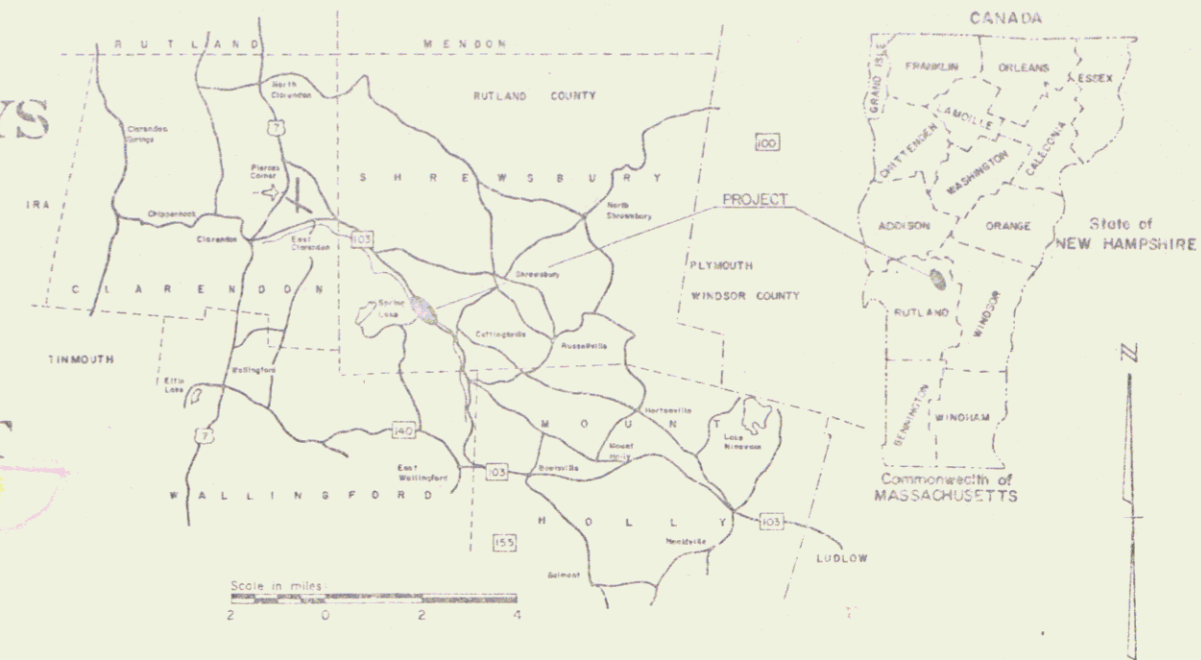 CANADA
RUTLAND
MENDON
GRAND ISLE
FRANKLIN
ORLEANS
ESSEX
YS
North Clarendon
RUTLAND COUNTY
LAMOILLE
Clarendon Springs
7
100
CHITTENDEN
WASHINGTON
CALEDONIA
Pierces Corner
SHREWSBURY
IRA
North Shrewsbury
PROJECT
Chippenhook
Clarendon
East Clarendon
103
ADDISON
ORANGE
State of
NEW HAMPSHIRE
Shrewsbury
PLYMOUTH
CLARENDON
WINDSOR COUNTY
Spring Lake
Cuttingsville
Russellville
RUTLAND
WINDSOR
TINMOUTH
Wallingford
Elfin Lake
7
140
MOUNT
Hortonville
Lake Ninevah
Mount Holly
BENNINGTON
WINDHAM
East Wallingford
103
Bowlsville
Commonwealth of
MASSACHUSETTS
WALLINGFORD
HOLLY
103
155
LUDLOW
Belmont
N
Scale in miles
2 0 2 4